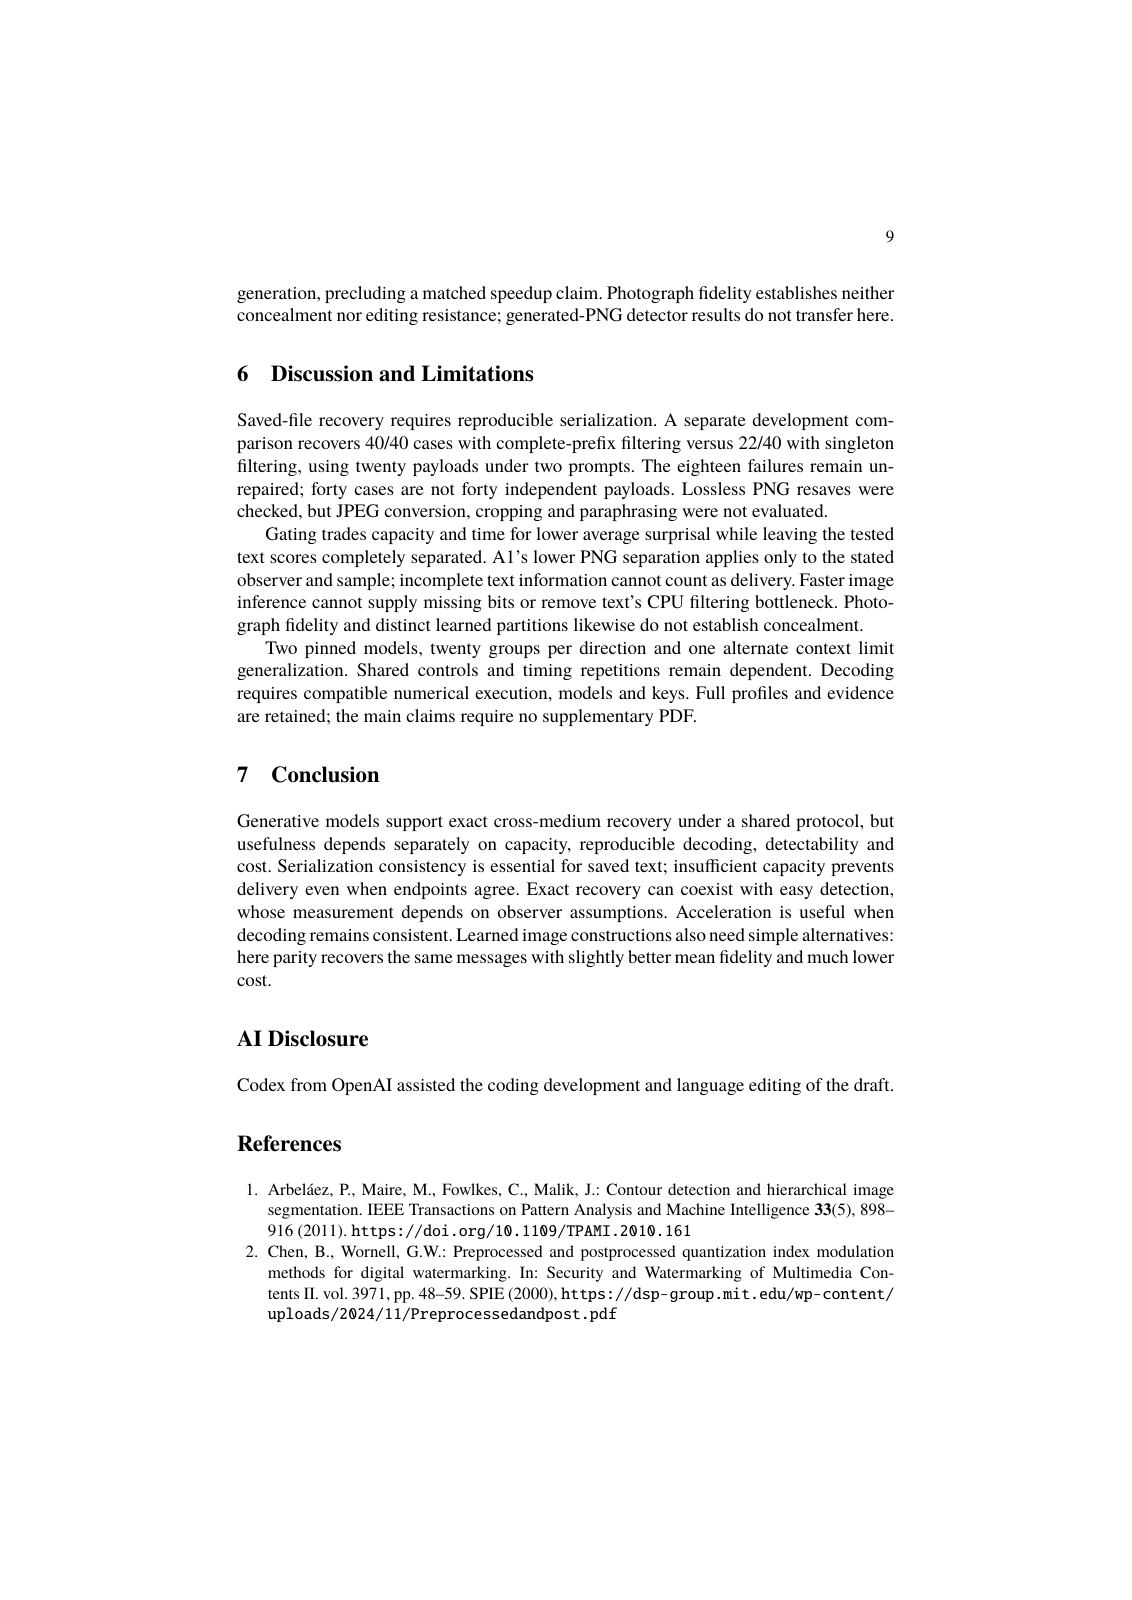 9
generation, precluding a matched speedup claim. Photograph fidelity establishes neither
concealment nor editing resistance; generated-PNG detector results do not transfer here.
6 Discussion and Limitations
Saved-file recovery requires reproducible serialization. A separate development com-
parison recovers 40/40 cases with complete-prefix filtering versus 22/40 with singleton
filtering, using twenty payloads under two prompts. The eighteen failures remain un-
repaired; forty cases are not forty independent payloads. Lossless PNG resaves were
checked, but JPEG conversion, cropping and paraphrasing were not evaluated.
Gating trades capacity and time for lower average surprisal while leaving the tested
text scores completely separated. A1's lower PNG separation applies only to the stated
observer and sample; incomplete text information cannot count as delivery. Faster image
inference cannot supply missing bits or remove text's CPU filtering bottleneck. Photo-
graph fidelity and distinct learned partitions likewise do not establish concealment.
Two pinned models, twenty groups per direction and one alternate context limit
generalization. Shared controls and timing repetitions remain dependent. Decoding
requires compatible numerical execution, models and keys. Full profiles and evidence
are retained; the main claims require no supplementary PDF.
7 Conclusion
Generative models support exact cross-medium recovery under a shared protocol, but
usefulness depends separately on capacity, reproducible decoding, detectability and
cost. Serialization consistency is essential for saved text; insufficient capacity prevents
delivery even when endpoints agree. Exact recovery can coexist with easy detection,
whose measurement depends on observer assumptions. Acceleration is useful when
decoding remains consistent. Learned image constructions also need simple alternatives:
here parity recovers the same messages with slightly better mean fidelity and much lower
cost.
AI Disclosure
Codex from OpenAI assisted the coding development and language editing of the draft.
References
1. Arbeláez, P., Maire, M., Fowlkes, C., Malik, J.: Contour detection and hierarchical image
segmentation. IEEE Transactions on Pattern Analysis and Machine Intelligence 33(5), 898–
916 (2011). https://doi.org/10.1109/TPAMI.2010.161
2. Chen, B., Wornell, G.W.: Preprocessed and postprocessed quantization index modulation
methods for digital watermarking. In: Security and Watermarking of Multimedia Con-
tents II. vol. 3971, pp. 48–59. SPIE (2000), https://dsp-group.mit.edu/wp-content/
uploads/2024/11/Preprocessedandpost.pdf